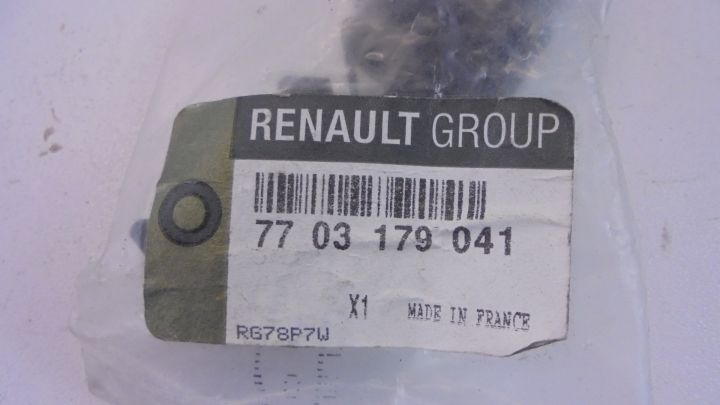 RENAULT GROUP
77 03 179 041
X1 MADE IN FRANCE
RG78P7W